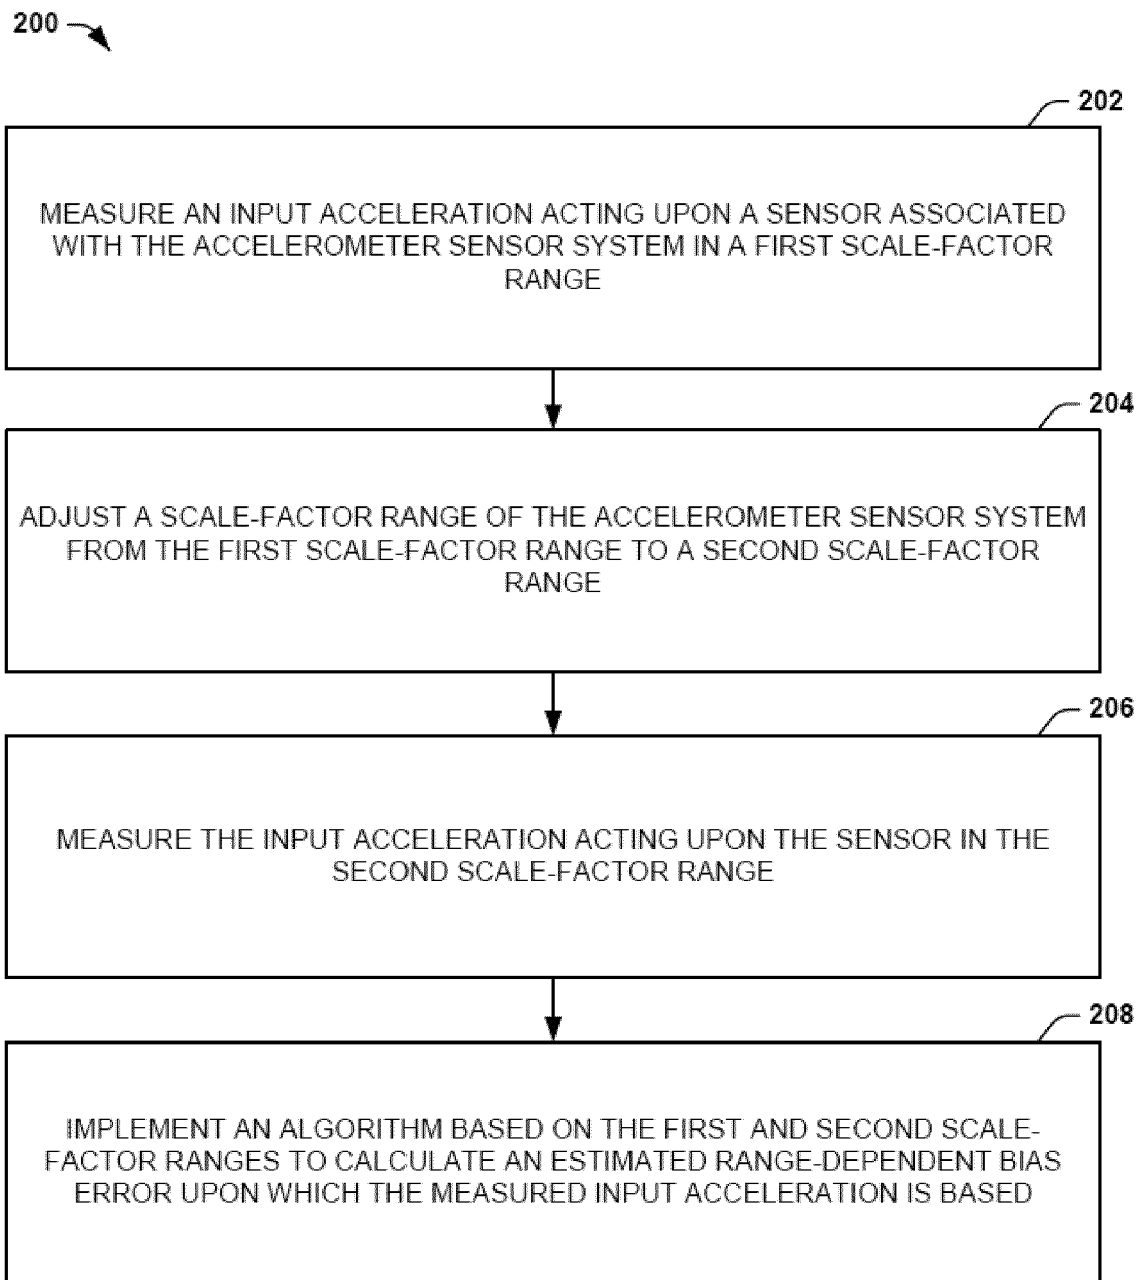 200
202
MEASURE AN INPUT ACCELERATION ACTING UPON A SENSOR ASSOCIATED
WITH THE ACCELEROMETER SENSOR SYSTEM IN A FIRST SCALE-FACTOR
RANGE
204
ADJUST A SCALE-FACTOR RANGE OF THE ACCELEROMETER SENSOR SYSTEM
FROM THE FIRST SCALE-FACTOR RANGE TO A SECOND SCALE-FACTOR
RANGE
206
MEASURE THE INPUT ACCELERATION ACTING UPON THE SENSOR IN THE
SECOND SCALE-FACTOR RANGE
208
IMPLEMENT AN ALGORITHM BASED ON THE FIRST AND SECOND SCALE-
FACTOR RANGES TO CALCULATE AN ESTIMATED RANGE-DEPENDENT BIAS
ERROR UPON WHICH THE MEASURED INPUT ACCELERATION IS BASED